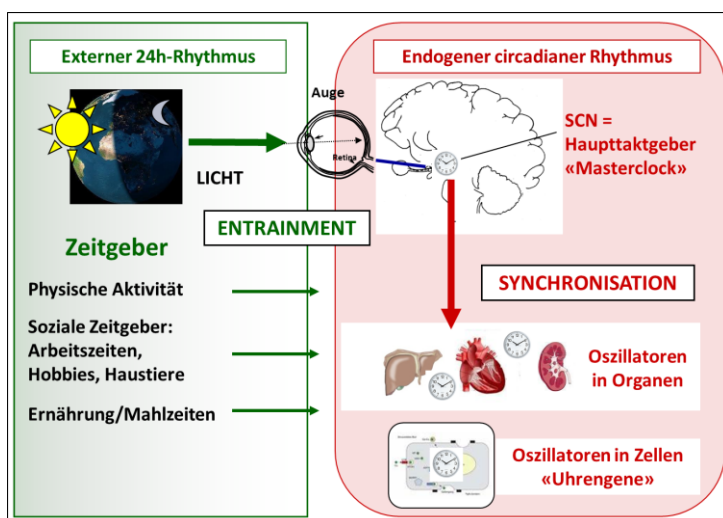 Externer 24h-Rhythmus
LICHT
Zeitgeber
Physische Aktivität
Soziale Zeitgeber:
Arbeitszeiten,
Hobbies, Haustiere
Ernährung/Mahlzeiten
ENTRAINMENT
Endogener circadianer Rhythmus
Auge
Retina
SCN =
Haupttaktgeber
«Masterclock»
SYNCHRONISATION
Oszillatoren
in Organen
Oszillatoren in Zellen
«Uhrengene»